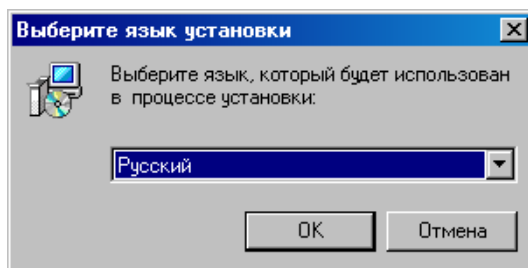 Выберите язык установки
Выберите язык, который будет использован
в процессе установки:
Русский
OK
Отмена